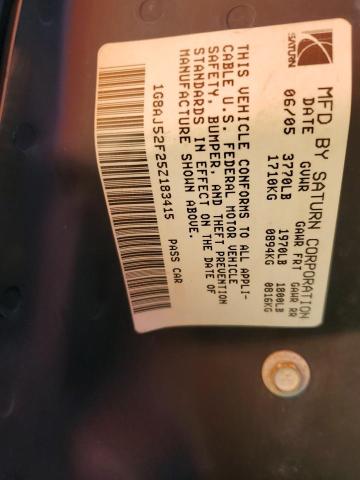 SATURN
MFD BY SATURN CORPORATION
DATE GVWR GAWR FRT GAWR RR
06/05 3770LB 1970LB 1800LB
1710KG 0894KG 0816KG
THIS VEHICLE CONFORMS TO ALL APPLI-
CABLE U.S. FEDERAL MOTOR VEHICLE
SAFETY, BUMPER, AND THEFT PREVENTION
STANDARDS IN EFFECT ON THE DATE OF
MANUFACTURE SHOWN ABOVE.
1G8AJ52F25Z183415 PASS CAR